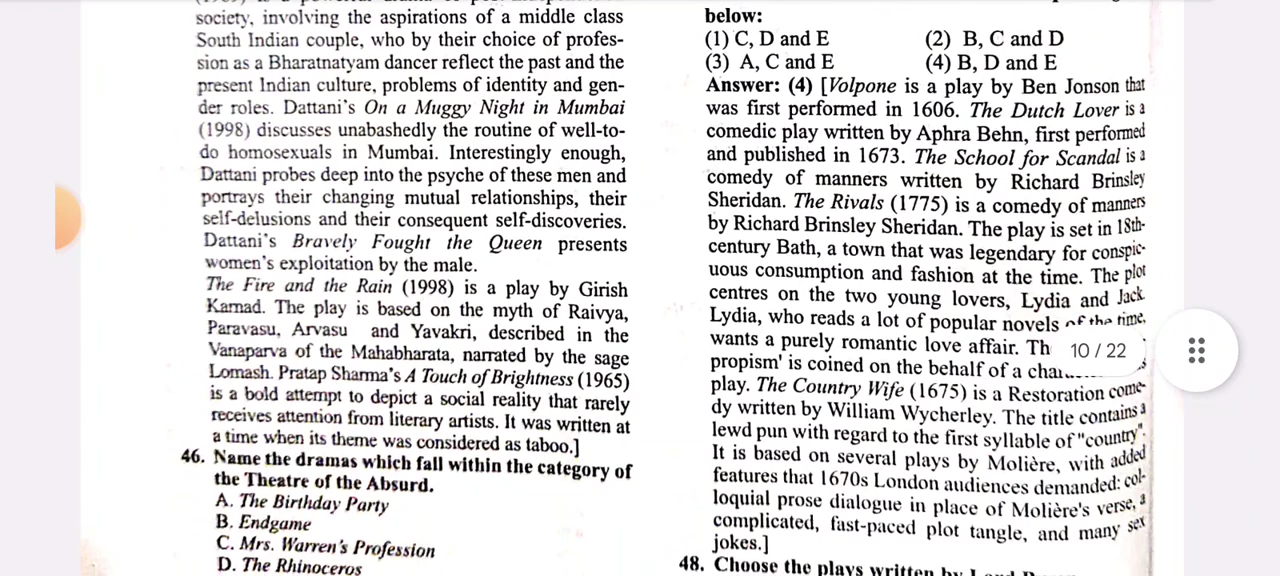 society, involving the aspirations of a middle class
South Indian couple, who by their choice of profes-
sion as a Bharatnatyam dancer reflect the past and the
present Indian culture, problems of identity and gen-
der roles. Dattani's On a Muggy Night in Mumbai
(1998) discusses unabashedly the routine of well-to-
do homosexuals in Mumbai. Interestingly enough,
Dattani probes deep into the psyche of these men and
portrays their changing mutual relationships, their
self-delusions and their consequent self-discoveries.
Dattani's Bravely Fought the Queen presents
women's exploitation by the male.
The Fire and the Rain (1998) is a play by Girish
Karnad. The play is based on the myth of Raivya,
Paravasu, Arvasu and Yavakri, described in the
Vanaparva of the Mahabharata, narrated by the sage
Lomash. Pratap Sharma's A Touch of Brightness (1965)
is a bold attempt to depict a social reality that rarely
receives attention from literary artists. It was written at
a time when its theme was considered as taboo.]
46. Name the dramas which fall within the category of
the Theatre of the Absurd.
A. The Birthday Party
B. Endgame
C. Mrs. Warren's Profession
D. The Rhinoceros
below:
(1) C, D and E (2) B, C and D
(3) A, C and E (4) B, D and E
Answer: (4) [Volpone is a play by Ben Jonson that
was first performed in 1606. The Dutch Lover is a
comedic play written by Aphra Behn, first performed
and published in 1673. The School for Scandal is a
comedy of manners written by Richard Brinsley
Sheridan. The Rivals (1775) is a comedy of manners
by Richard Brinsley Sheridan. The play is set in 18th-
century Bath, a town that was legendary for conspic-
uous consumption and fashion at the time. The plot
centres on the two young lovers, Lydia and Jack.
Lydia, who reads a lot of popular novels of the time,
wants a purely romantic love affair. Th
10 / 22
propism' is coined on the behalf of a
play. The Country Wife (1675) is a Restoration come-
dy written by William Wycherley. The title contains a
lewd pun with regard to the first syllable of "country".
It is based on several plays by Molière, with added
features that 1670s London audiences demanded: col-
loquial prose dialogue in place of Molière's verse, a
complicated, fast-paced plot tangle, and many sex
jokes.]
48. Choose the plays written by